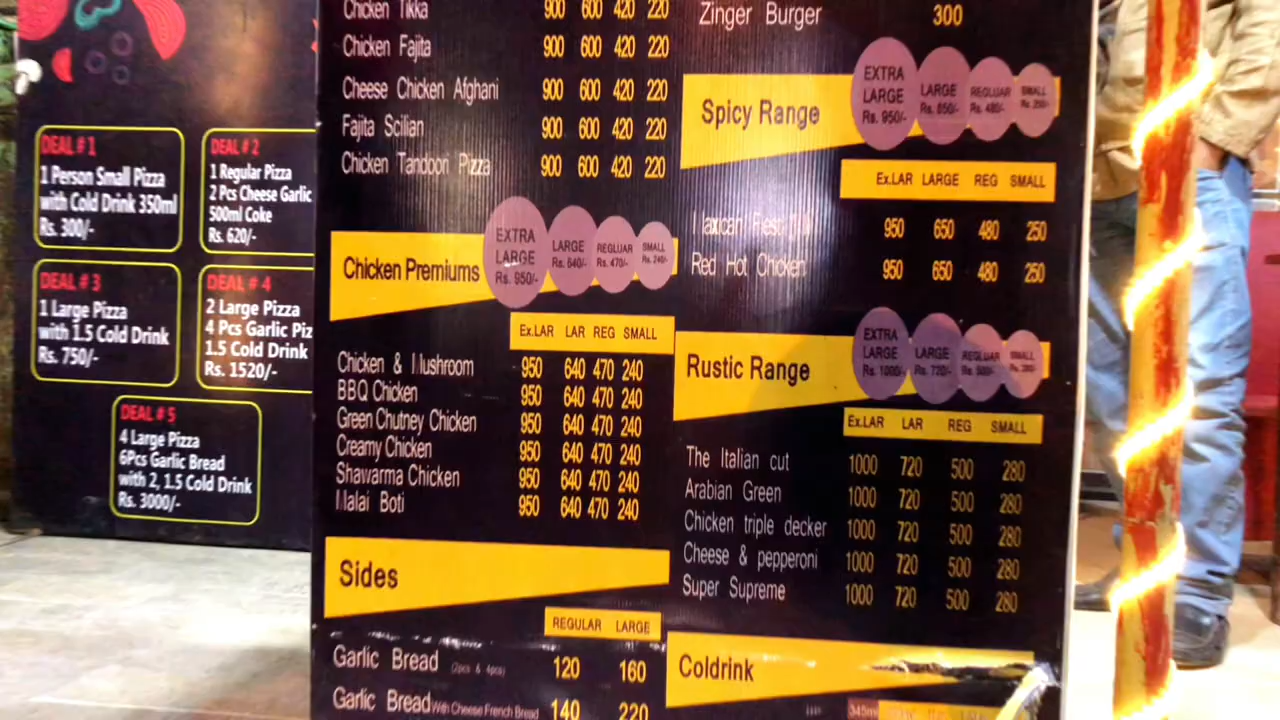 DEAL # 1
1 Person Small Pizza
with Cold Drink 350ml
Rs. 300/-
DEAL # 2
1 Regular Pizza
2 Pcs Cheese Garlic
500ml Coke
Rs. 620/-
DEAL # 3
1 Large Pizza
with 1.5 Cold Drink
Rs. 750/-
DEAL # 4
2 Large Pizza
4 Pcs Garlic Piz
1.5 Cold Drink
Rs. 1520/-
DEAL # 5
4 Large Pizza
6Pcs Garlic Bread
with 2, 1.5 Cold Drink
Rs. 3000/-
Chicken Tikka 900 600 420 220
Chicken Fajita 900 600 420 220
Cheese Chicken Afghani 900 600 420 220
Fajita Scilian 900 600 420 220
Chicken Tandoori Pizza 900 600 420 220
Chicken Premiums
EXTRA LARGE Rs. 950/-
LARGE Rs. 640/-
REGLUAR Rs. 470/-
SMALL Rs. 240/-
Ex.LAR LAR REG SMALL
Chicken & Mushroom 950 640 470 240
BBQ Chicken 950 640 470 240
Green Chutney Chicken 950 640 470 240
Creamy Chicken 950 640 470 240
Shawarma Chicken 950 640 470 240
Malai Boti 950 640 470 240
Sides
REGULAR LARGE
Garlic Bread (2pcs & 4pcs) 120 160
Garlic Bread With Cheese French Bread 140 220
Zinger Burger 300
Spicy Range
EXTRA LARGE Rs. 950/-
LARGE Rs. 650/-
REGLUAR Rs. 480/-
SMALL Rs. 250/-
Ex.LAR LARGE REG SMALL
950 650 480 250
Red Hot Chicken 950 650 480 250
Rustic Range
EXTRA LARGE Rs. 1000/-
LARGE Rs. 720/-
REGLUAR Rs. 500/-
SMALL Rs. 280/-
Ex.LAR LAR REG SMALL
The Italian cut 1000 720 500 280
Arabian Green 1000 720 500 280
Chicken triple decker 1000 720 500 280
Cheese & pepperoni 1000 720 500 280
Super Supreme 1000 720 500 280
Coldrink
345ml